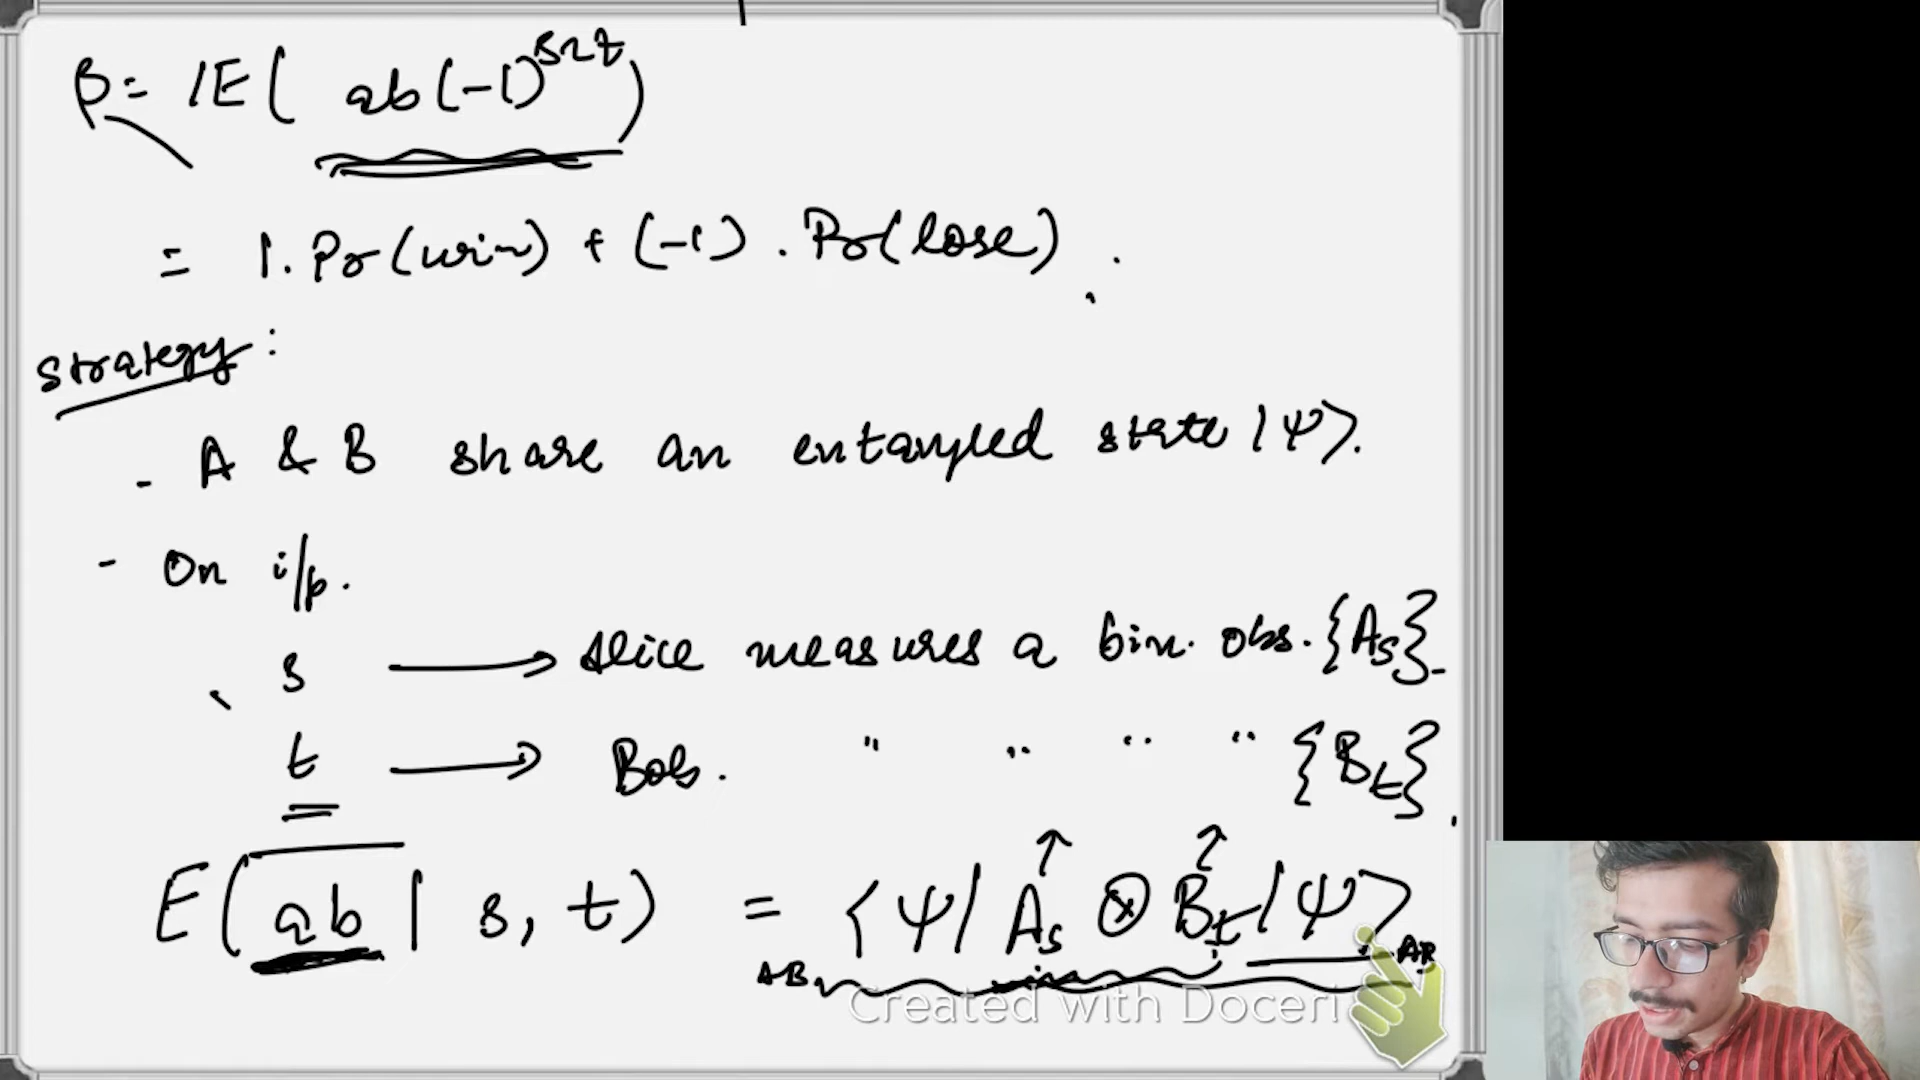 β = IE( ab(-1)^{s∧t} )
= 1. Pr(win) + (-1) . Pr(lose) .
Strategy :
- A & B share an entangled state |Ψ⟩.
- On i/p.
s ⟶ Alice measures a bin. obs. {A_s}
t ⟶ Bob. " " " " {B_t}
E( ab | s, t) = ⟨Ψ| A_s ⊗ B_t |Ψ⟩
AB AB
Created with Doceri